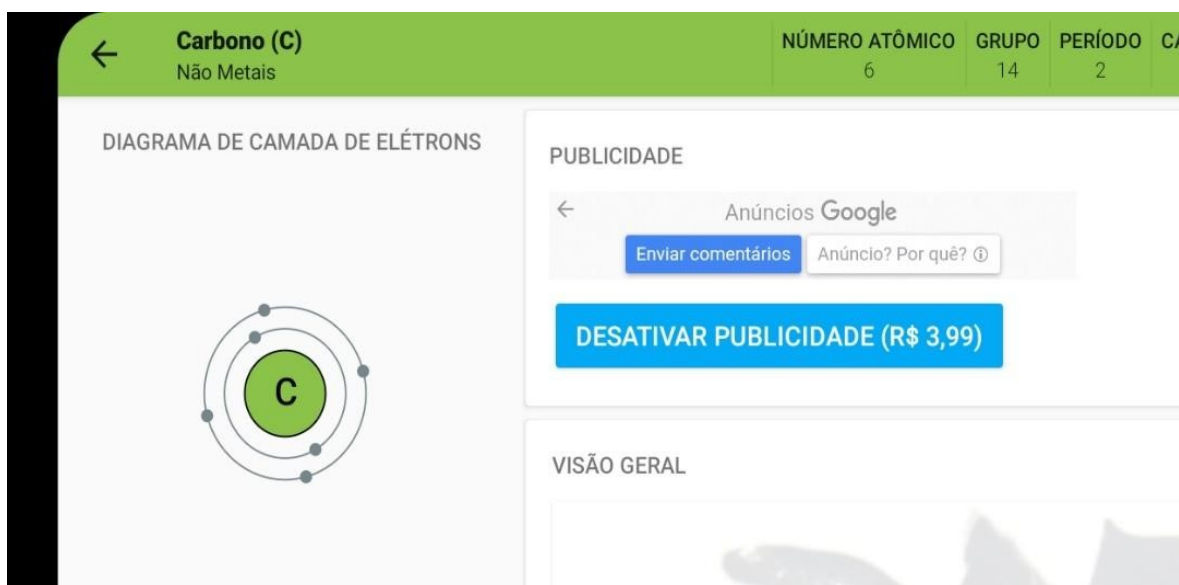 Carbono (C)
Não Metais
NÚMERO ATÔMICO
6
GRUPO
14
PERÍODO
2
CA
DIAGRAMA DE CAMADA DE ELÉTRONS
C
PUBLICIDADE
Anúncios Google
Enviar comentários
Anúncio? Por quê?
DESATIVAR PUBLICIDADE (R$ 3,99)
VISÃO GERAL